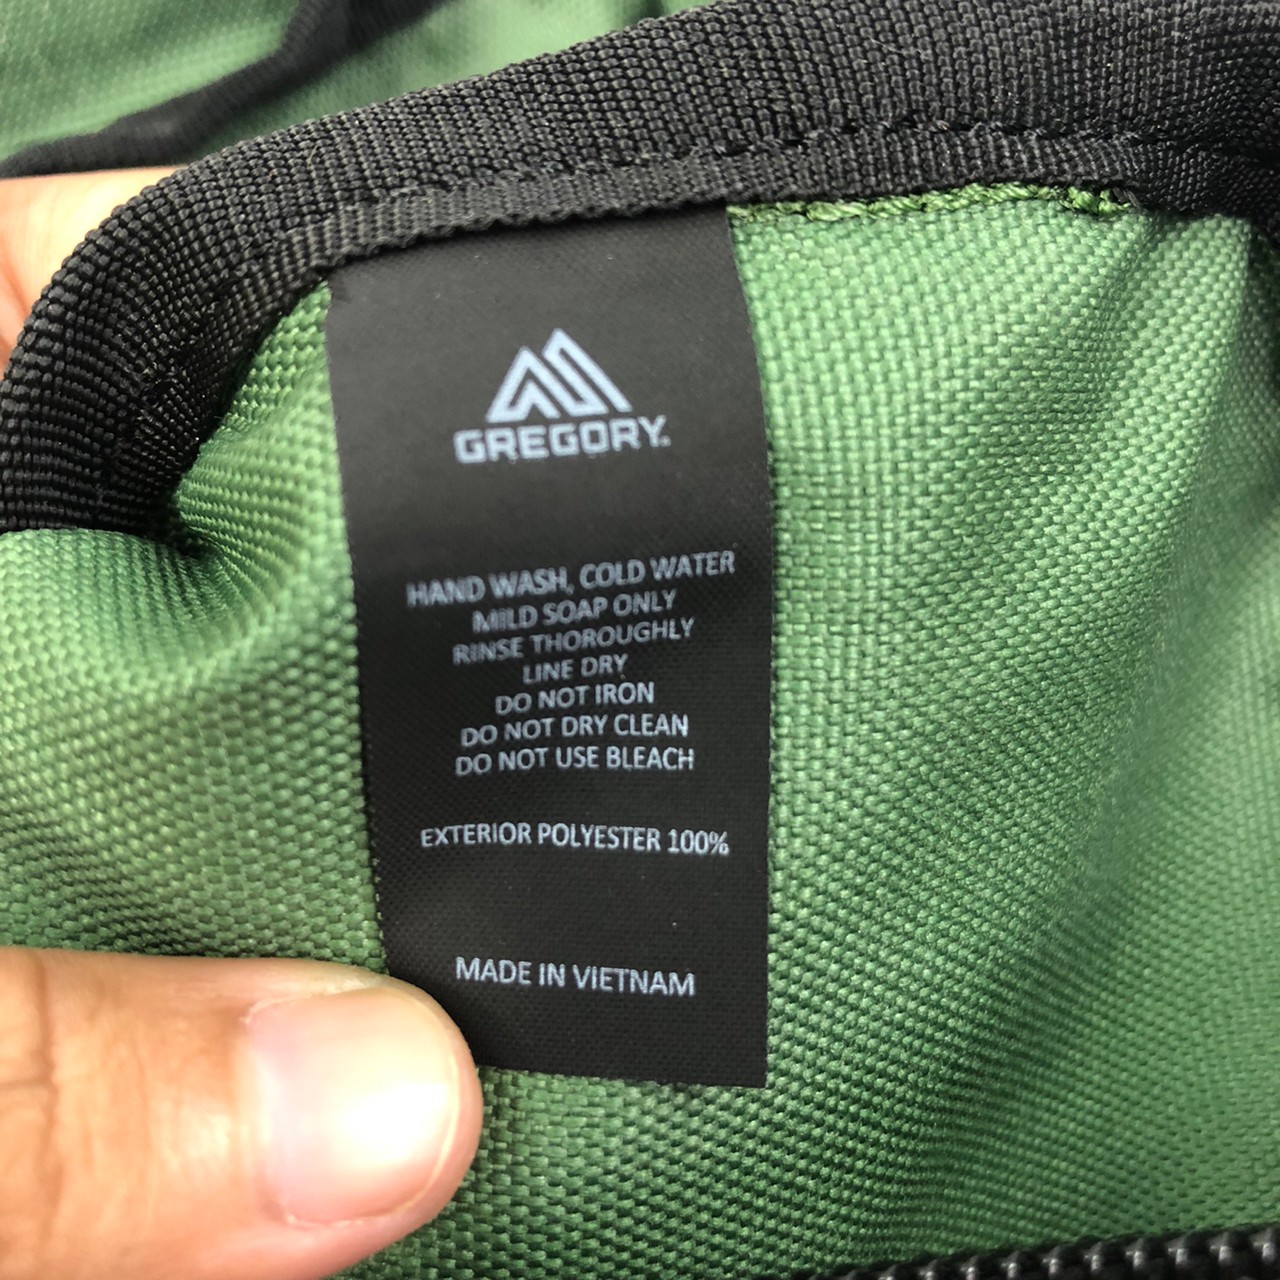 GREGORY.
HAND WASH, COLD WATER
MILD SOAP ONLY
RINSE THOROUGHLY
LINE DRY
DO NOT IRON
DO NOT DRY CLEAN
DO NOT USE BLEACH
EXTERIOR POLYESTER 100%
MADE IN VIETNAM